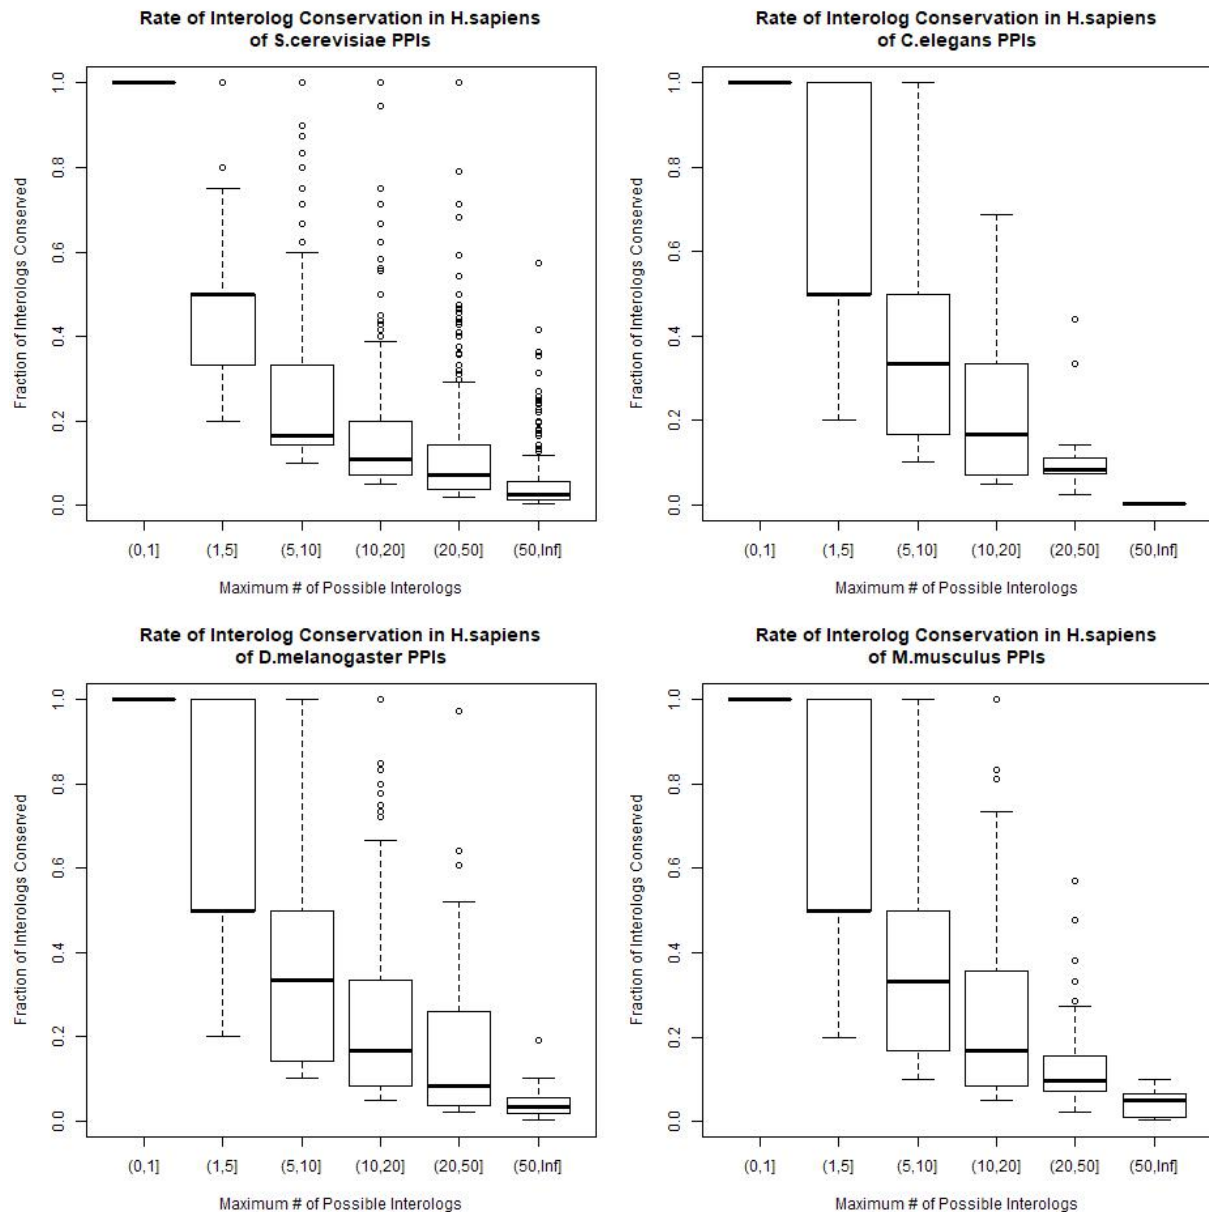 Rate of Interolog Conservation in H.sapiens
of S.cerevisiae PPIs
Fraction of Interologs Conserved
1.0
0.8
0.6
0.4
0.2
0.0
(0,1] (1,5] (5,10] (10,20] (20,50] (50,Inf]
Maximum # of Possible Interologs
Rate of Interolog Conservation in H.sapiens
of C.elegans PPIs
Fraction of Interologs Conserved
1.0
0.8
0.6
0.4
0.2
0.0
(0,1] (1,5] (5,10] (10,20] (20,50] (50,Inf]
Maximum # of Possible Interologs
Rate of Interolog Conservation in H.sapiens
of D.melanogaster PPIs
Fraction of Interologs Conserved
1.0
0.8
0.6
0.4
0.2
0.0
(0,1] (1,5] (5,10] (10,20] (20,50] (50,Inf]
Maximum # of Possible Interologs
Rate of Interolog Conservation in H.sapiens
of M.musculus PPIs
Fraction of Interologs Conserved
1.0
0.8
0.6
0.4
0.2
0.0
(0,1] (1,5] (5,10] (10,20] (20,50] (50,Inf]
Maximum # of Possible Interologs